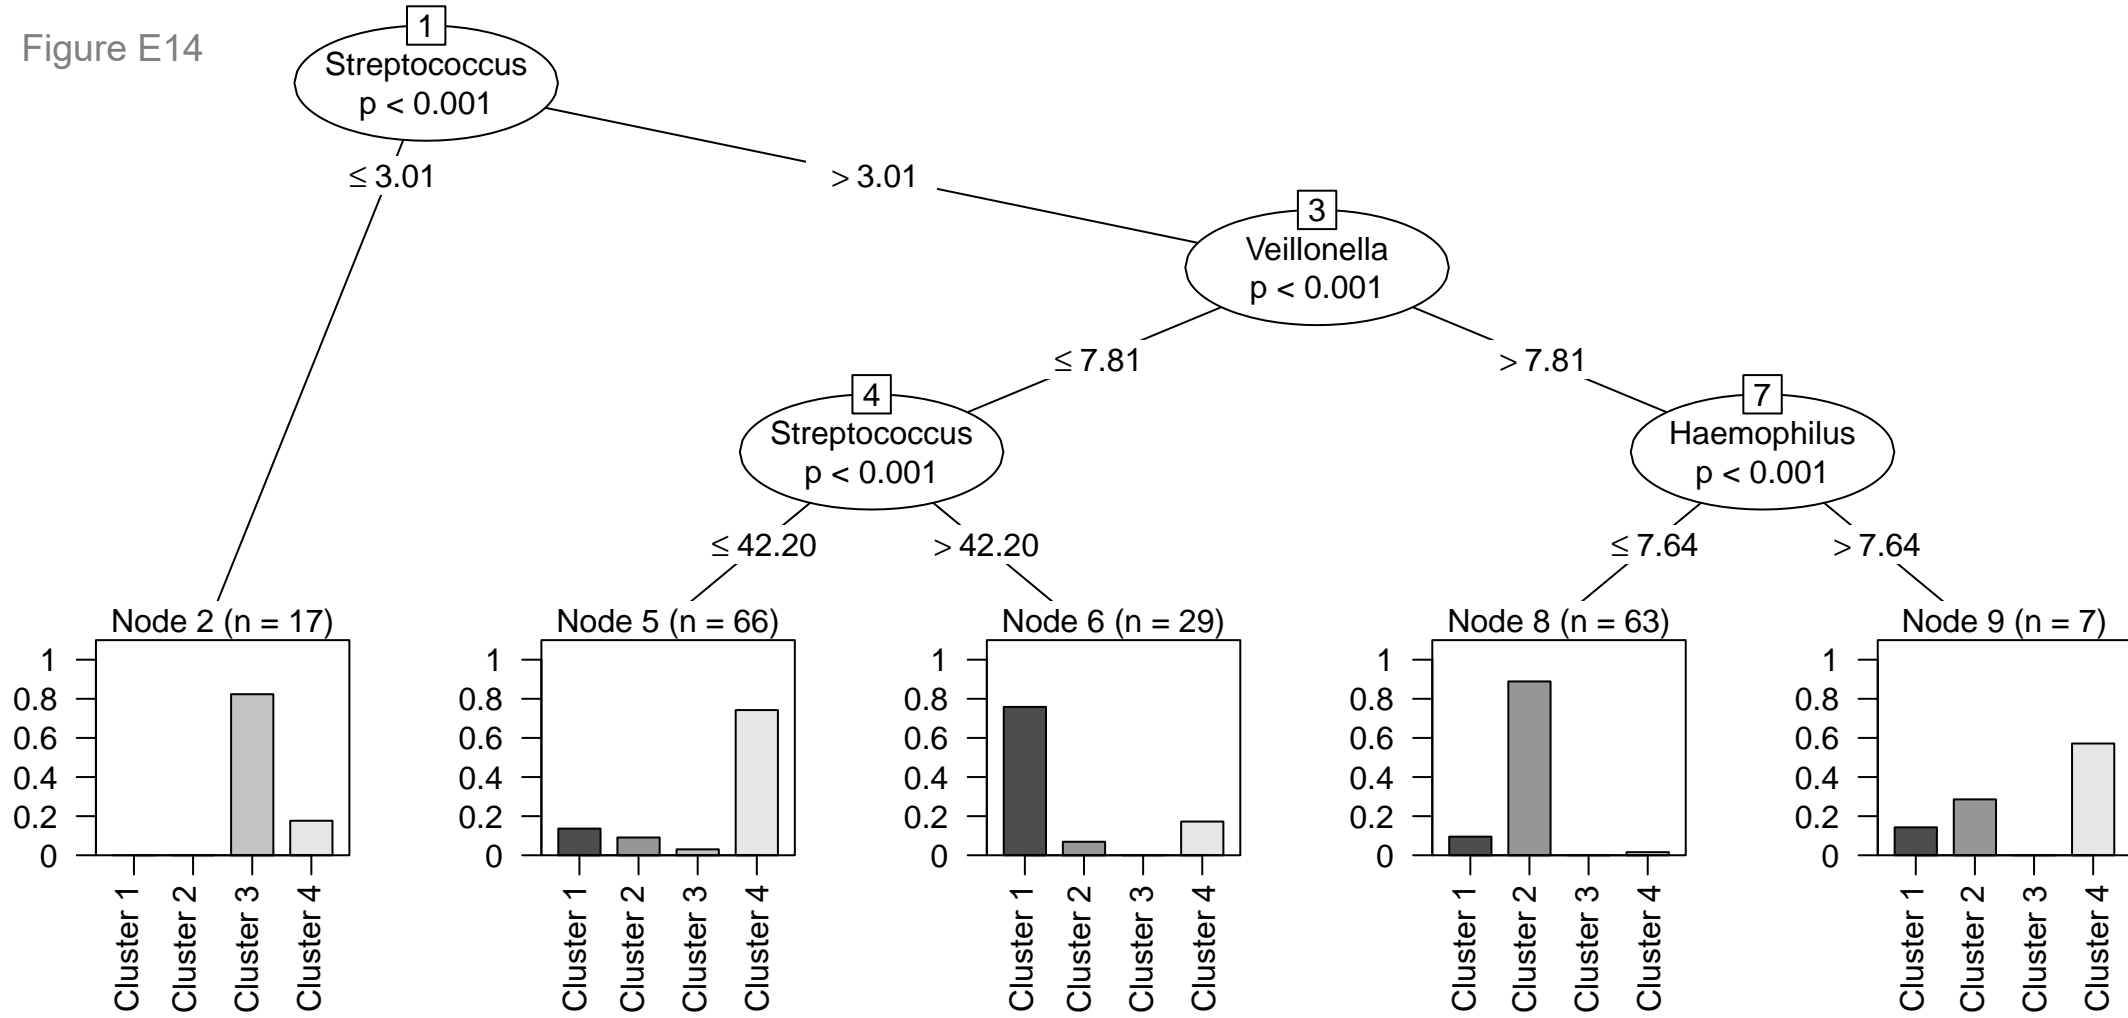 Figure E14
1
Streptococcus
p < 0.001
≤ 3.01
> 3.01
3
Veillonella
p < 0.001
≤ 7.81
> 7.81
4
Streptococcus
p < 0.001
7
Haemophilus
p < 0.001
≤ 42.20
> 42.20
≤ 7.64
> 7.64
Node 2 (n = 17)
1
0.8
0.6
0.4
0.2
0
Cluster 1
Cluster 2
Cluster 3
Cluster 4
Node 5 (n = 66)
1
0.8
0.6
0.4
0.2
0
Cluster 1
Cluster 2
Cluster 3
Cluster 4
Node 6 (n = 29)
1
0.8
0.6
0.4
0.2
0
Cluster 1
Cluster 2
Cluster 3
Cluster 4
Node 8 (n = 63)
1
0.8
0.6
0.4
0.2
0
Cluster 1
Cluster 2
Cluster 3
Cluster 4
Node 9 (n = 7)
1
0.8
0.6
0.4
0.2
0
Cluster 1
Cluster 2
Cluster 3
Cluster 4